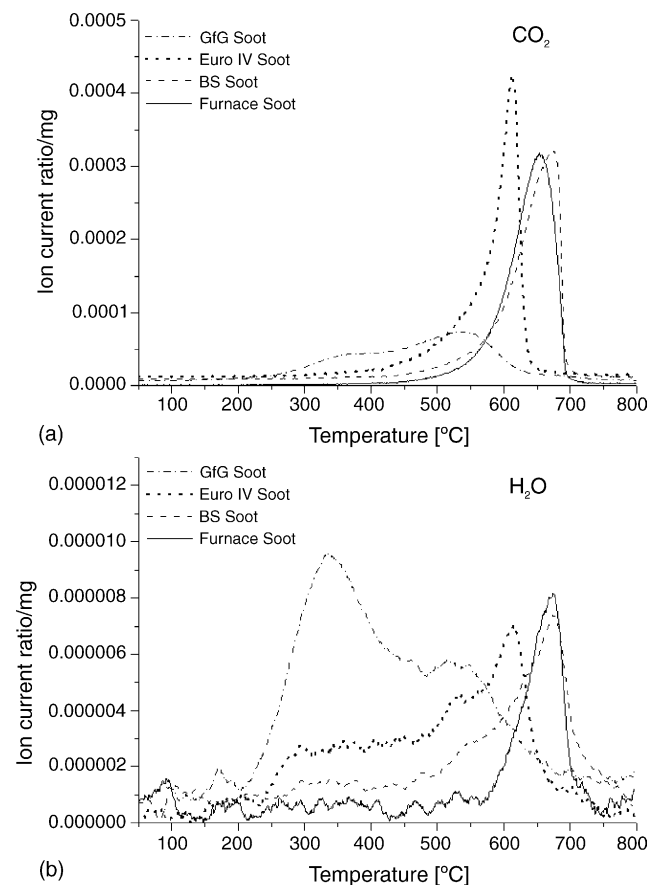 0.0005
GfG Soot
Euro IV Soot
BS Soot
Furnace Soot
CO2
0.0004
0.0003
0.0002
0.0001
0.0000
Ion current ratio/mg
100 200 300 400 500 600 700 800
(a)
Temperature [ºC]
GfG Soot
Euro IV Soot
BS Soot
Furnace Soot
H2O
0.000012
0.000010
0.000008
0.000006
0.000004
0.000002
0.000000
Ion current ratio/mg
100 200 300 400 500 600 700 800
(b)
Temperature [ºC]